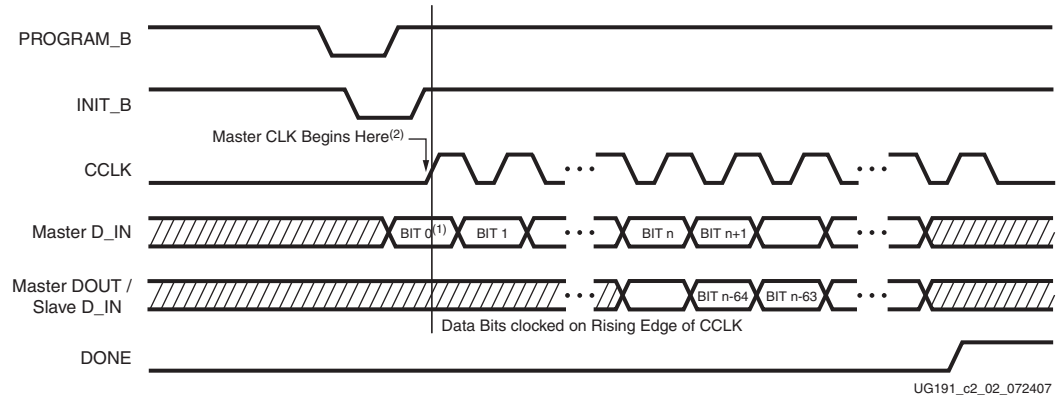 PROGRAM_B
INIT_B
Master CLK Begins Here(2)
CCLK
Master D_IN
BIT 0(1)
BIT 1
BIT n
BIT n+1
Master DOUT /
Slave D_IN
BIT n-64
BIT n-63
Data Bits clocked on Rising Edge of CCLK
DONE
UG191_c2_02_072407